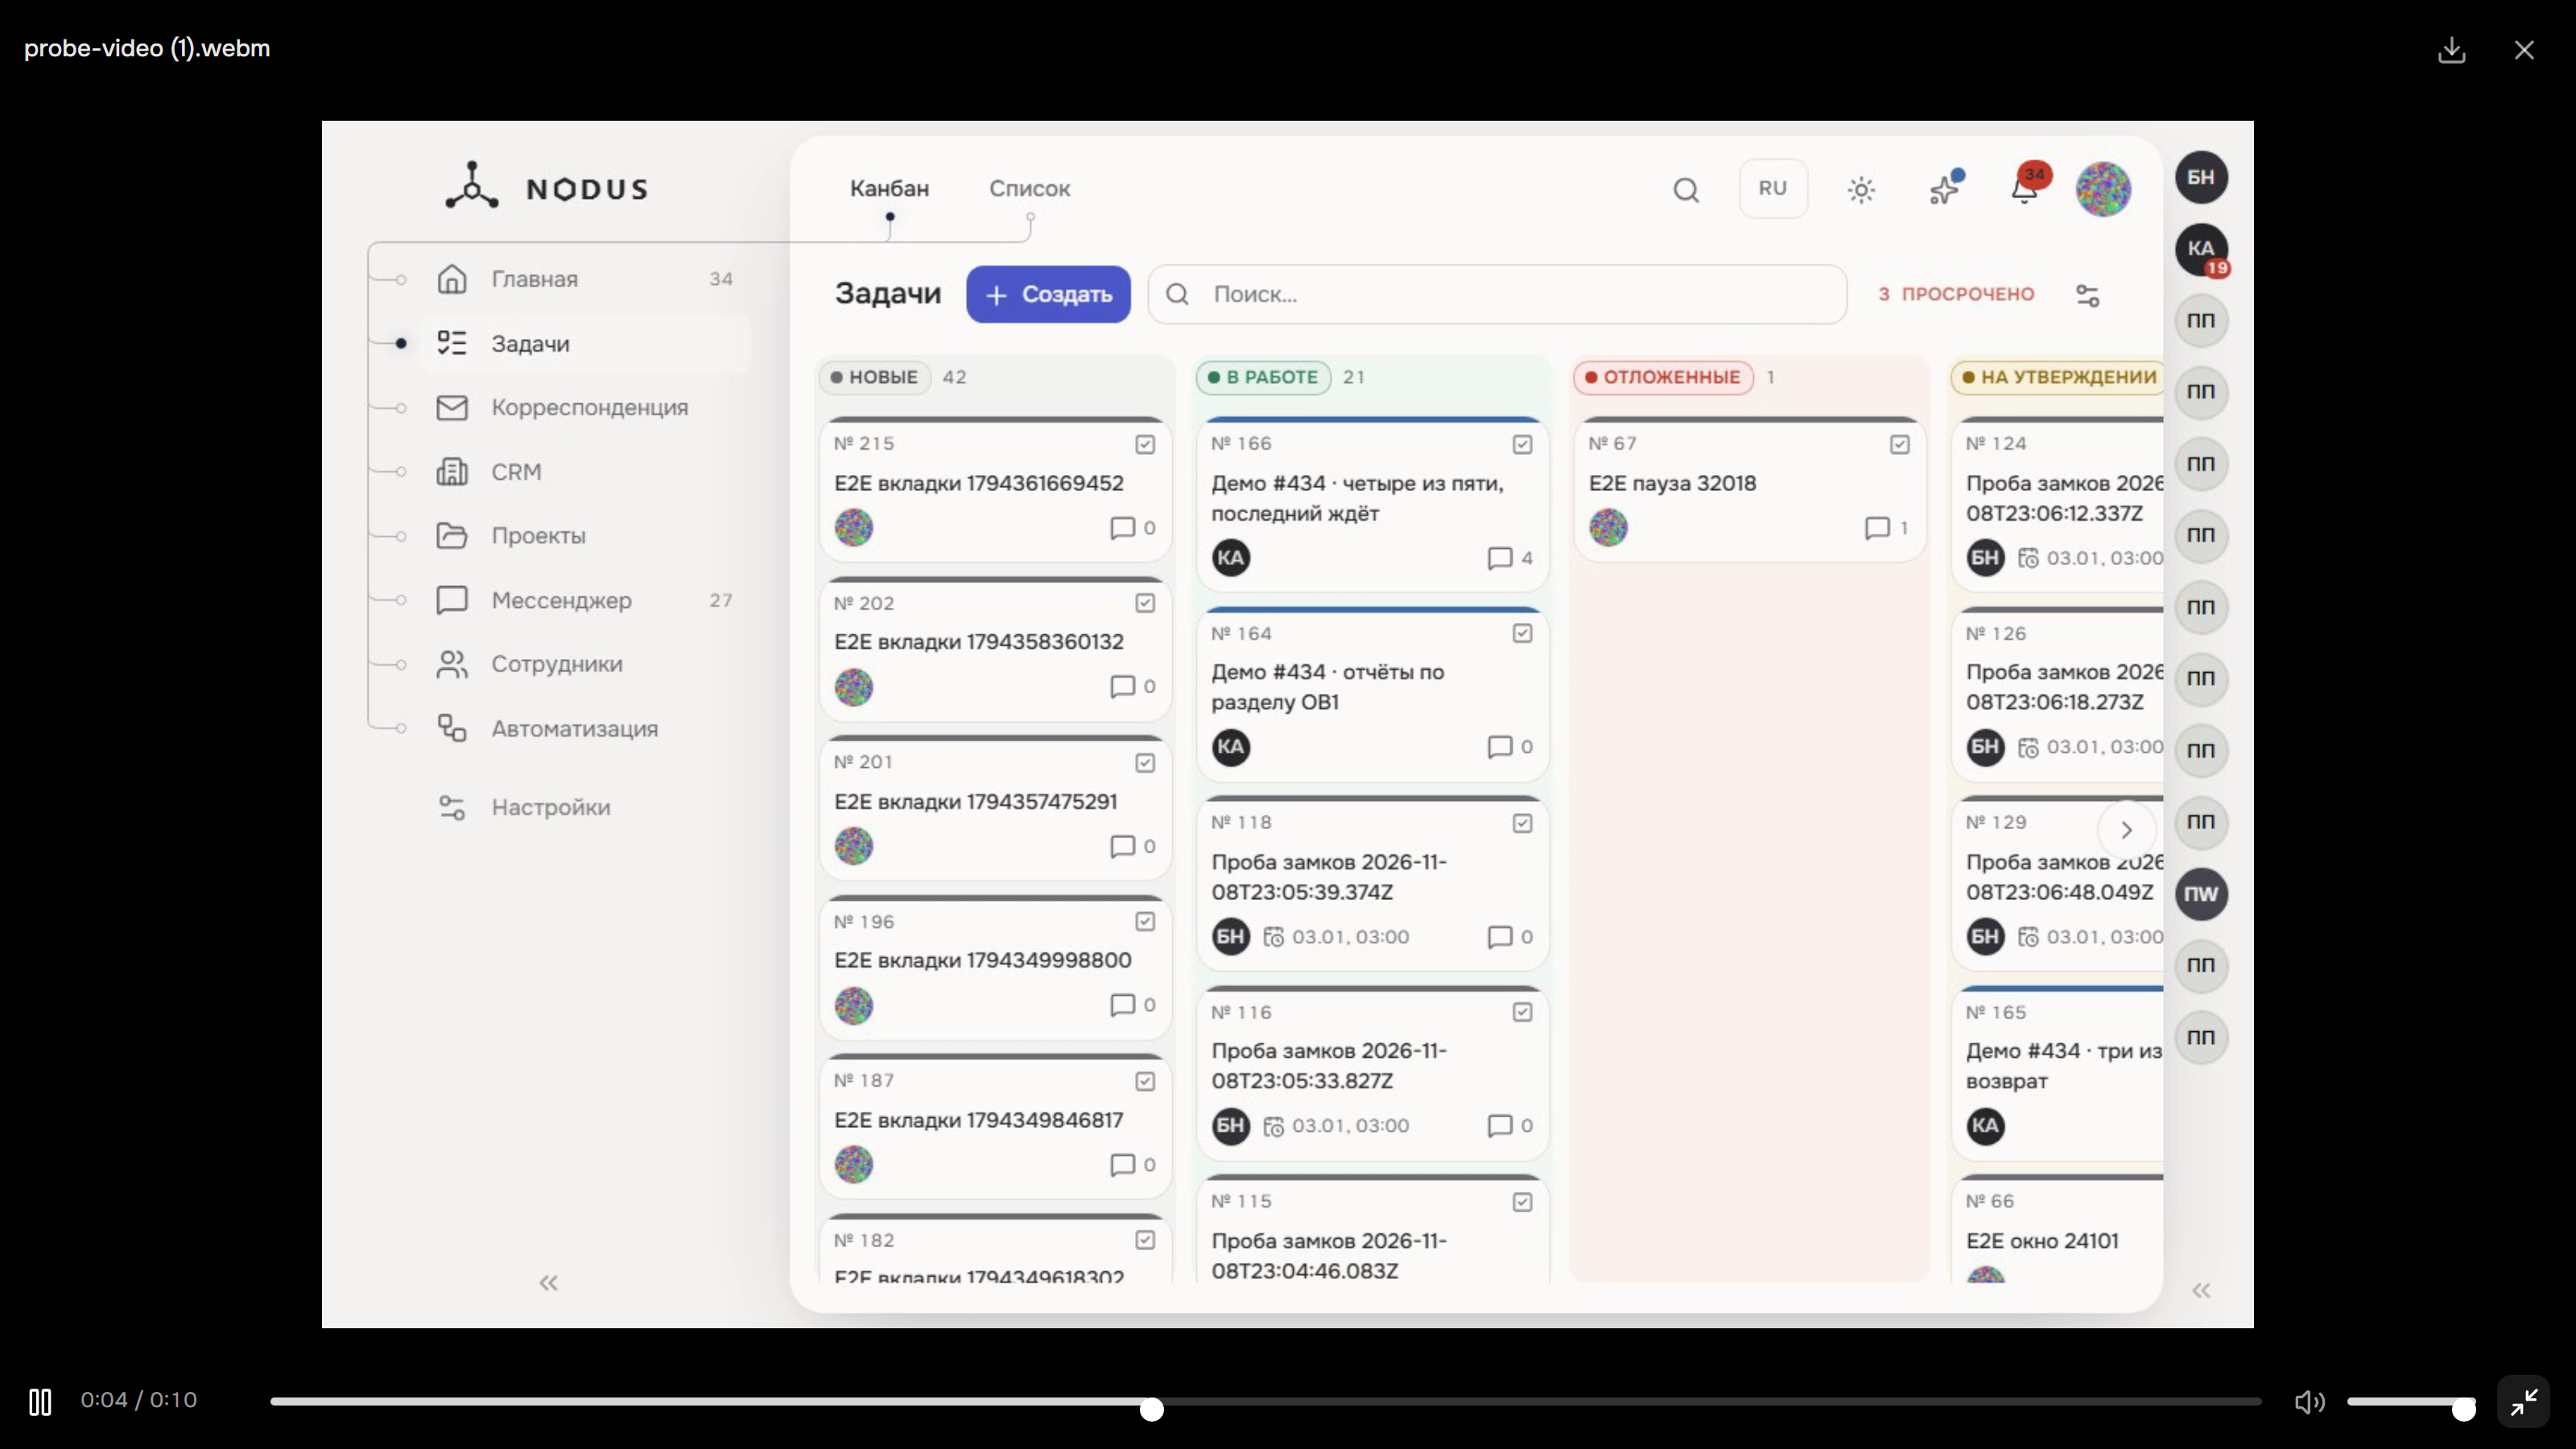 probe-video (1).webm
NODUS
Главная 34
Задачи
Корреспонденция
CRM
Проекты
Мессенджер 27
Сотрудники
Автоматизация
Настройки
Канбан Список
RU
34
Задачи
Создать
Поиск...
3 ПРОСРОЧЕНО
НОВЫЕ 42
№ 215
E2E вкладки 1794361669452
0
№ 202
E2E вкладки 1794358360132
0
№ 201
E2E вкладки 1794357475291
0
№ 196
E2E вкладки 1794349998800
0
№ 187
E2E вкладки 1794349846817
0
№ 182
E2E вкладки 1794349618302
В РАБОТЕ 21
№ 166
Демо #434 · четыре из пяти,
последний ждёт
КА 4
№ 164
Демо #434 · отчёты по
разделу ОВ1
КА 0
№ 118
Проба замков 2026-11-
08T23:05:39.374Z
БН 03.01, 03:00 0
№ 116
Проба замков 2026-11-
08T23:05:33.827Z
БН 03.01, 03:00 0
№ 115
Проба замков 2026-11-
08T23:04:46.083Z
ОТЛОЖЕННЫЕ 1
№ 67
E2E пауза 32018
1
НА УТВЕРЖДЕНИИ
№ 124
Проба замков 2026
08T23:06:12.337Z
БН 03.01, 03:00
№ 126
Проба замков 2026
08T23:06:18.273Z
БН 03.01, 03:00
№ 129
Проба замков 2026
08T23:06:48.049Z
БН 03.01, 03:00
№ 165
Демо #434 · три из
возврат
КА
№ 66
E2E окно 24101
БН
КА
19
ПП
ПП
ПП
ПП
ПП
ПП
ПП
ПП
ПW
ПП
ПП
0:04 / 0:10